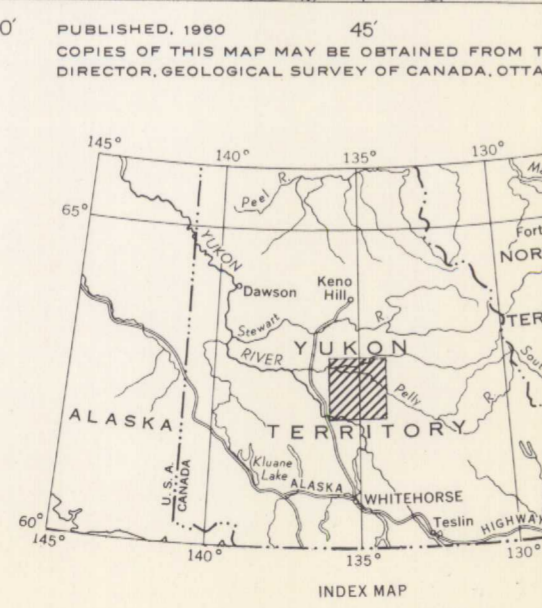 0'
PUBLISHED, 1960
45'
COPIES OF THIS MAP MAY BE OBTAINED FROM T
DIRECTOR, GEOLOGICAL SURVEY OF CANADA, OTTA
145°
140°
135°
130°
Peel R.
65°
YUKON
Fort
NOR
Dawson
Keno
Hill
Stewart
R.
TER
YUKON
RIVER
Sout
Pelly
R.
ALASKA
TERRITORY
Kluane
Lake
U.S.A.
CANADA
ALASKA
WHITEHORSE
Teslin
HIGHWAY
60°
145°
140°
135°
130°
INDEX MAP